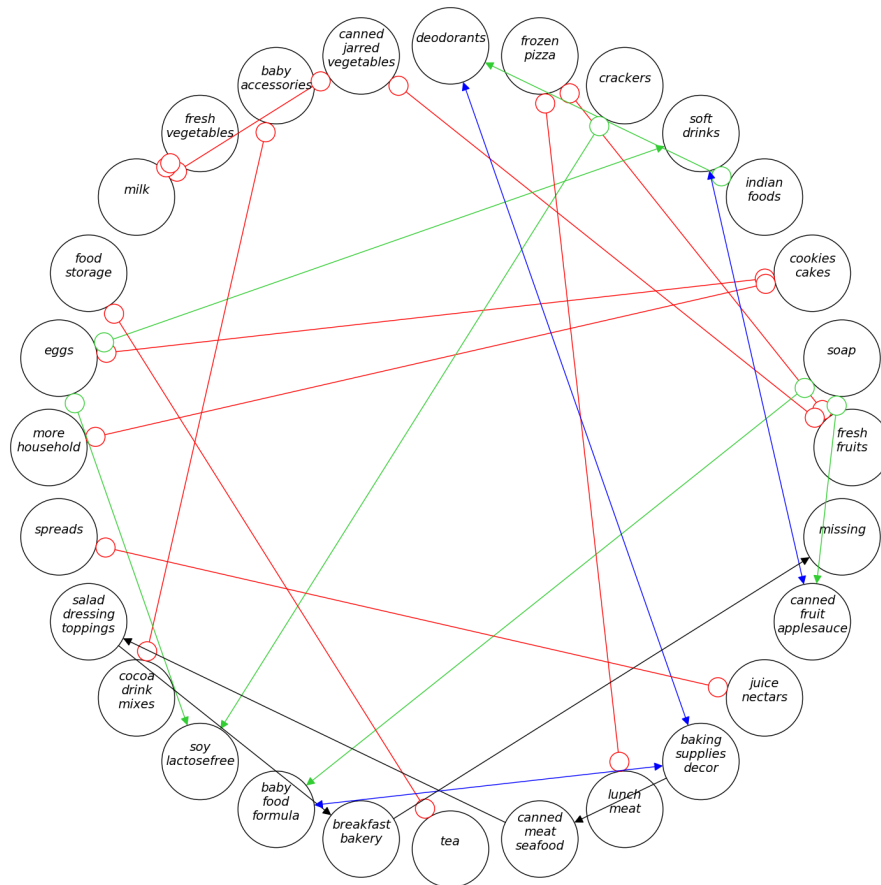 deodorants
frozen
pizza
canned
jarred
vegetables
crackers
baby
accessories
soft
drinks
fresh
vegetables
indian
foods
milk
cookies
cakes
food
storage
soap
eggs
fresh
fruits
more
household
missing
spreads
canned
fruit
applesauce
salad
dressing
toppings
juice
nectars
cocoa
drink
mixes
baking
supplies
decor
soy
lactosefree
lunch
meat
baby
food
formula
canned
meat
seafood
breakfast
bakery
tea